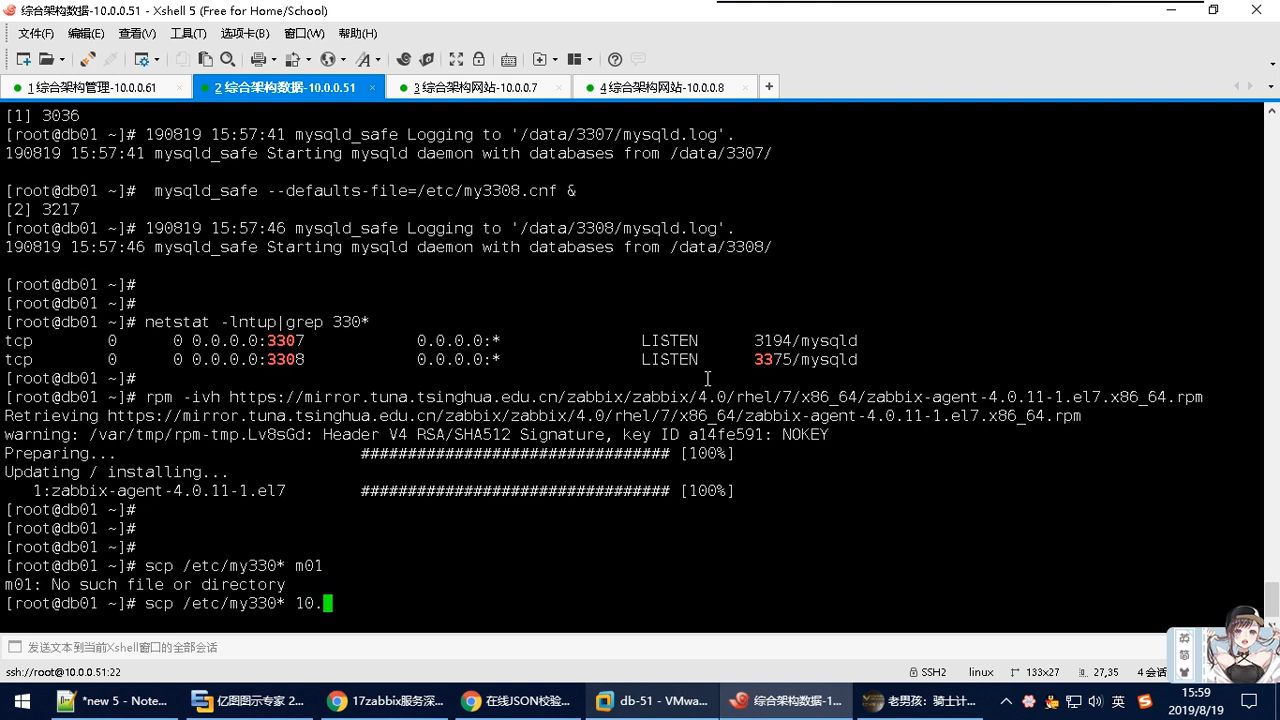 综合架构数据-10.0.0.51 - Xshell 5 (Free for Home/School)
文件(F) 编辑(E) 查看(V) 工具(T) 选项卡(B) 窗口(W) 帮助(H)
1 综合架构管理-10.0.0.61 2 综合架构数据-10.0.0.51 3 综合架构网站-10.0.0.7 4 综合架构网站-10.0.0.8
[1] 3036
[root@db01 ~]# 190819 15:57:41 mysqld_safe Logging to '/data/3307/mysqld.log'.
190819 15:57:41 mysqld_safe Starting mysqld daemon with databases from /data/3307/
[root@db01 ~]#  mysqld_safe --defaults-file=/etc/my3308.cnf &
[2] 3217
[root@db01 ~]# 190819 15:57:46 mysqld_safe Logging to '/data/3308/mysqld.log'.
190819 15:57:46 mysqld_safe Starting mysqld daemon with databases from /data/3308/
[root@db01 ~]#
[root@db01 ~]#
[root@db01 ~]# netstat -lntup|grep 330*
tcp 0 0 0.0.0.0:3307 0.0.0.0:* LISTEN 3194/mysqld
tcp 0 0 0.0.0.0:3308 0.0.0.0:* LISTEN 3375/mysqld
[root@db01 ~]#
[root@db01 ~]# rpm -ivh https://mirror.tuna.tsinghua.edu.cn/zabbix/zabbix/4.0/rhel/7/x86_64/zabbix-agent-4.0.11-1.el7.x86_64.rpm
Retrieving https://mirror.tuna.tsinghua.edu.cn/zabbix/zabbix/4.0/rhel/7/x86_64/zabbix-agent-4.0.11-1.el7.x86_64.rpm
warning: /var/tmp/rpm-tmp.Lv8sGd: Header V4 RSA/SHA512 Signature, key ID a14fe591: NOKEY
Preparing... ################################# [100%]
Updating / installing...
1:zabbix-agent-4.0.11-1.el7 ################################# [100%]
[root@db01 ~]#
[root@db01 ~]#
[root@db01 ~]#
[root@db01 ~]# scp /etc/my330* m01
m01: No such file or directory
[root@db01 ~]# scp /etc/my330* 10.
发送文本到当前Xshell窗口的全部会话
ssh://root@10.0.0.51:22 SSH2 linux 133x27 27,35 4 会话
*new 5 - Note... 亿图图示专家 2... 17zabbix服务深... 在线JSON校验... db-51 - VMwa... 综合架构数据-1... 老男孩: 骑士计... 英 15:59
2019/8/19